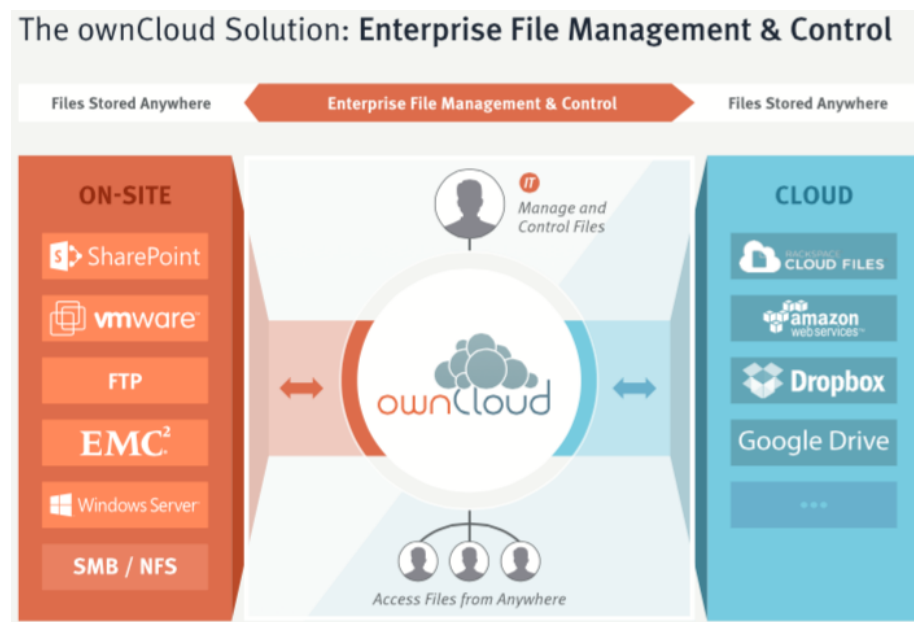 The ownCloud Solution: Enterprise File Management & Control
Files Stored Anywhere
Enterprise File Management & Control
Files Stored Anywhere
ON-SITE
SharePoint
vmware
FTP
EMC²
Windows Server
SMB / NFS
IT
Manage and
Control Files
ownCloud
Access Files from Anywhere
CLOUD
RACKSPACE
CLOUD FILES
amazon
webservices™
Dropbox
Google Drive
...